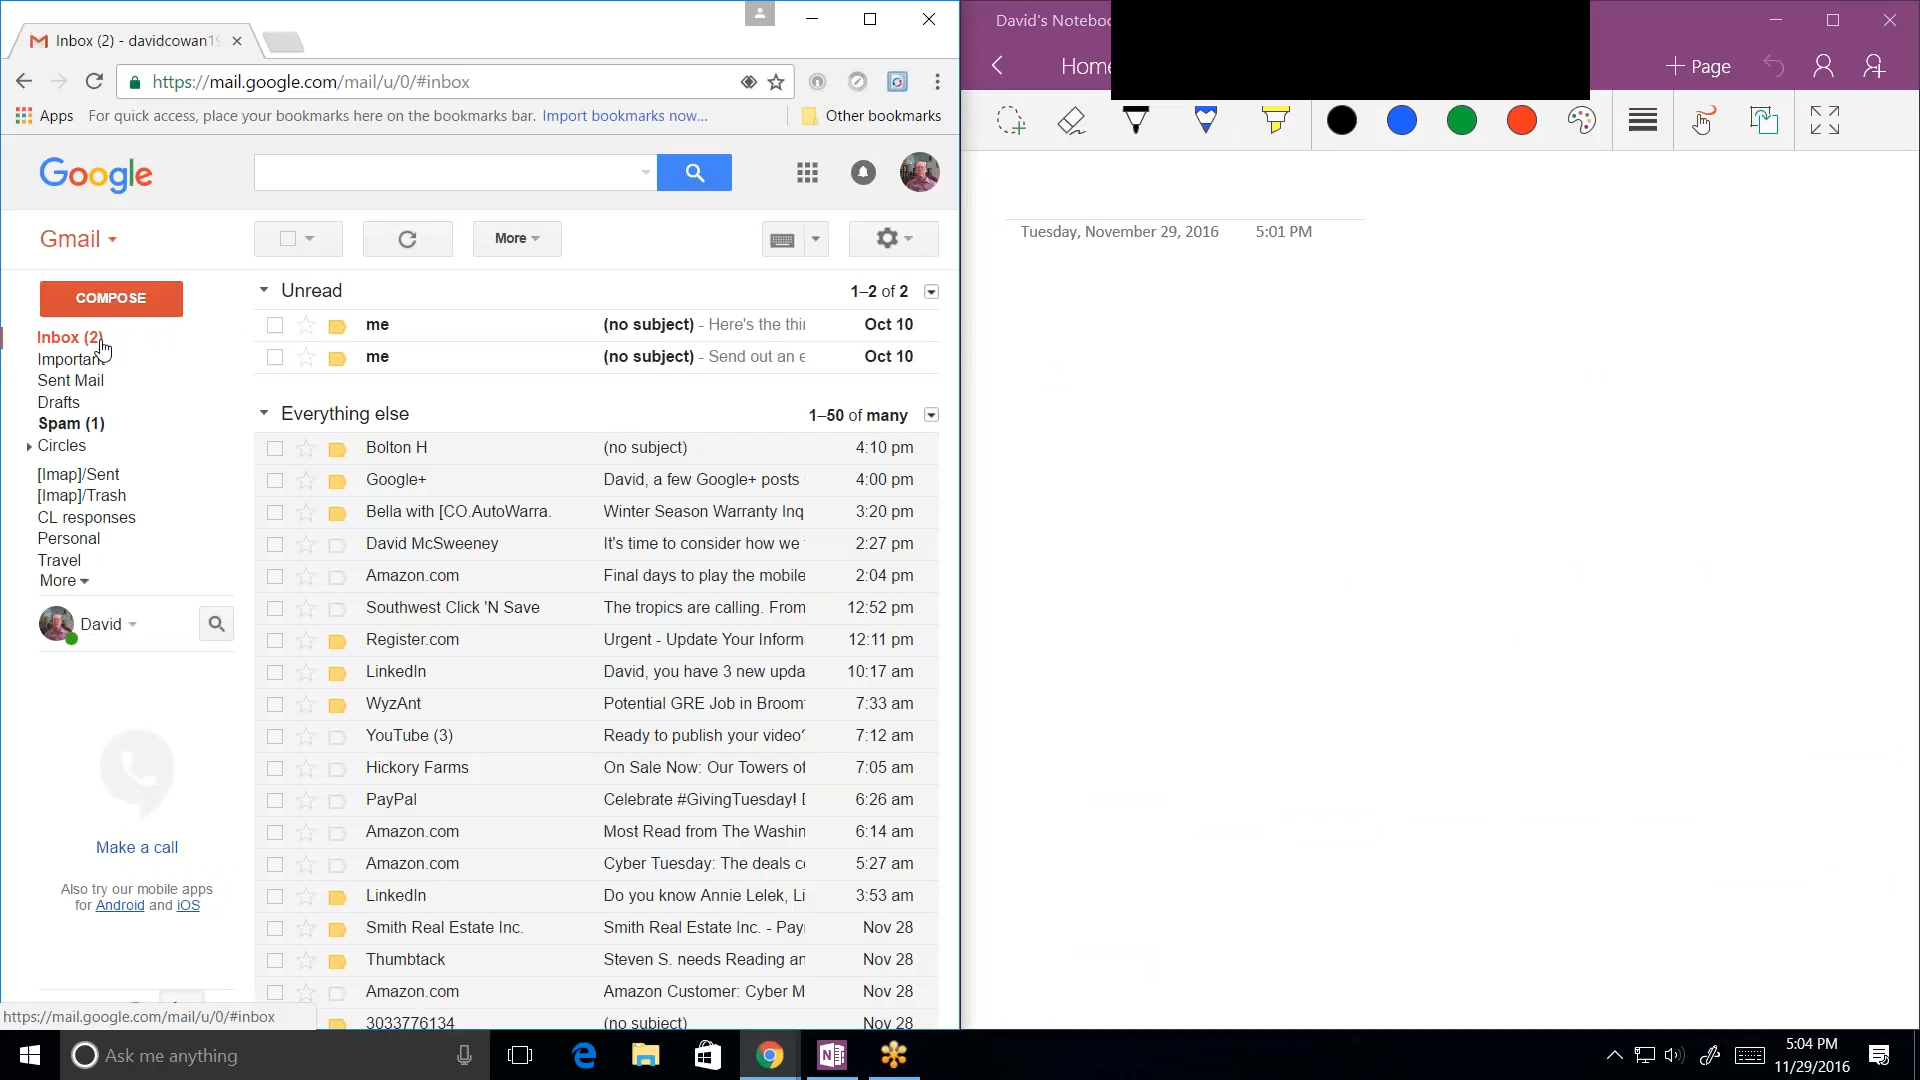 Inbox (2) - davidcowan19
https://mail.google.com/mail/u/0/#inbox
Apps For quick access, place your bookmarks here on the bookmarks bar. Import bookmarks now... Other bookmarks
Google
Gmail
More
COMPOSE
Inbox (2)
Important
Sent Mail
Drafts
Spam (1)
Circles
[Imap]/Sent
[Imap]/Trash
CL responses
Personal
Travel
More
David
Make a call
Also try our mobile apps
for Android and iOS
https://mail.google.com/mail/u/0/#inbox
Unread 1–2 of 2
me (no subject) - Here's the thi Oct 10
me (no subject) - Send out an e Oct 10
Everything else 1–50 of many
Bolton H (no subject) 4:10 pm
Google+ David, a few Google+ posts 4:00 pm
Bella with [CO.AutoWarra. Winter Season Warranty Inq 3:20 pm
David McSweeney It's time to consider how we 2:27 pm
Amazon.com Final days to play the mobile 2:04 pm
Southwest Click 'N Save The tropics are calling. From 12:52 pm
Register.com Urgent - Update Your Inform 12:11 pm
LinkedIn David, you have 3 new upda 10:17 am
WyzAnt Potential GRE Job in Broom 7:33 am
YouTube (3) Ready to publish your video? 7:12 am
Hickory Farms On Sale Now: Our Towers of 7:05 am
PayPal Celebrate #GivingTuesday! D 6:26 am
Amazon.com Most Read from The Washin 6:14 am
Amazon.com Cyber Tuesday: The deals c 5:27 am
LinkedIn Do you know Annie Lelek, Li 3:53 am
Smith Real Estate Inc. Smith Real Estate Inc. - Pay Nov 28
Thumbtack Steven S. needs Reading an Nov 28
Amazon.com Amazon Customer: Cyber M Nov 28
3033776134 (no subject) Nov 28
David's Noteboo
Home
Page
Tuesday, November 29, 2016 5:01 PM
Ask me anything
5:04 PM
11/29/2016